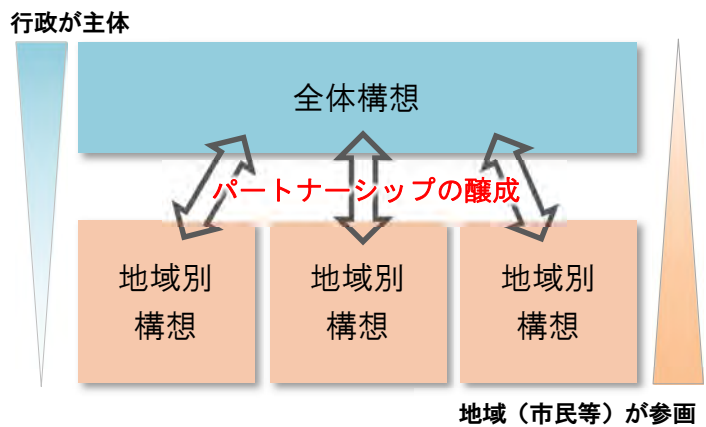 行政が主体
全体構想
パートナーシップの醸成
地域別
構想
地域別
構想
地域別
構想
地域（市民等）が参画